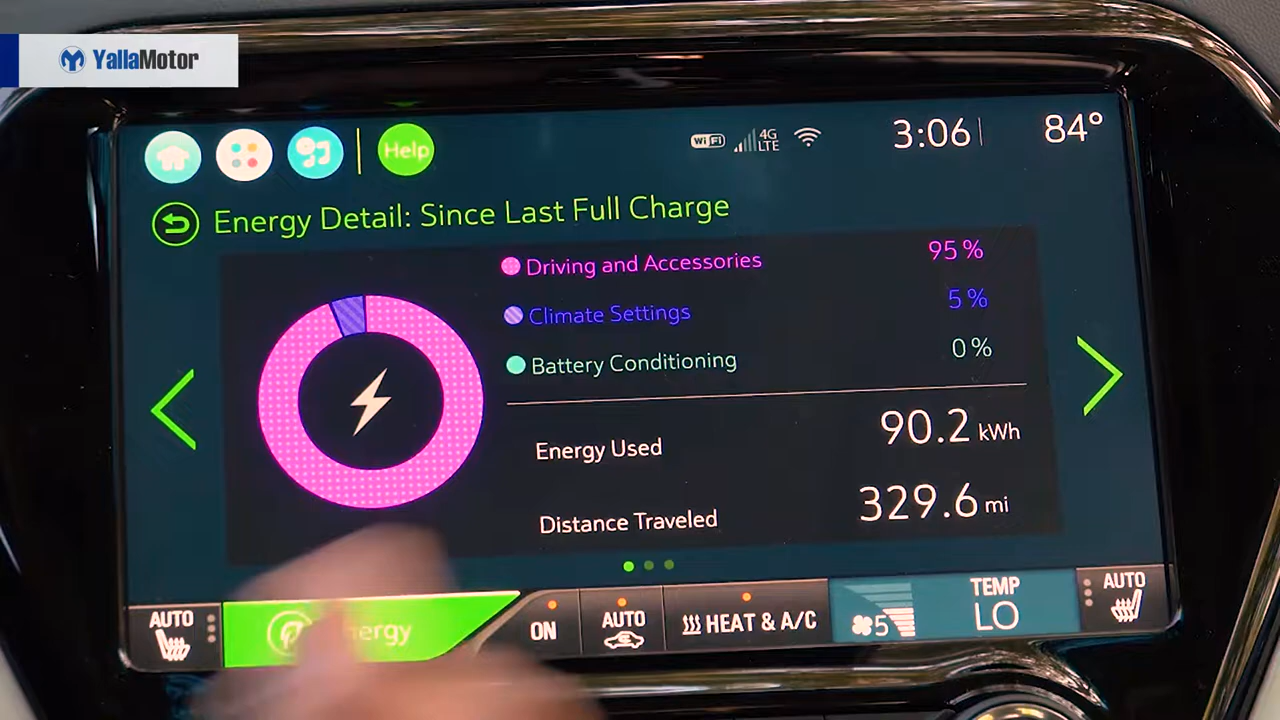 YallaMotor
Help
WiFi
4G
LTE
3:06
84°
Energy Detail: Since Last Full Charge
Driving and Accessories 95%
Climate Settings 5%
Battery Conditioning 0%
Energy Used 90.2 kWh
Distance Traveled 329.6 mi
AUTO
ON
AUTO
HEAT & A/C
5
TEMP
LO
AUTO